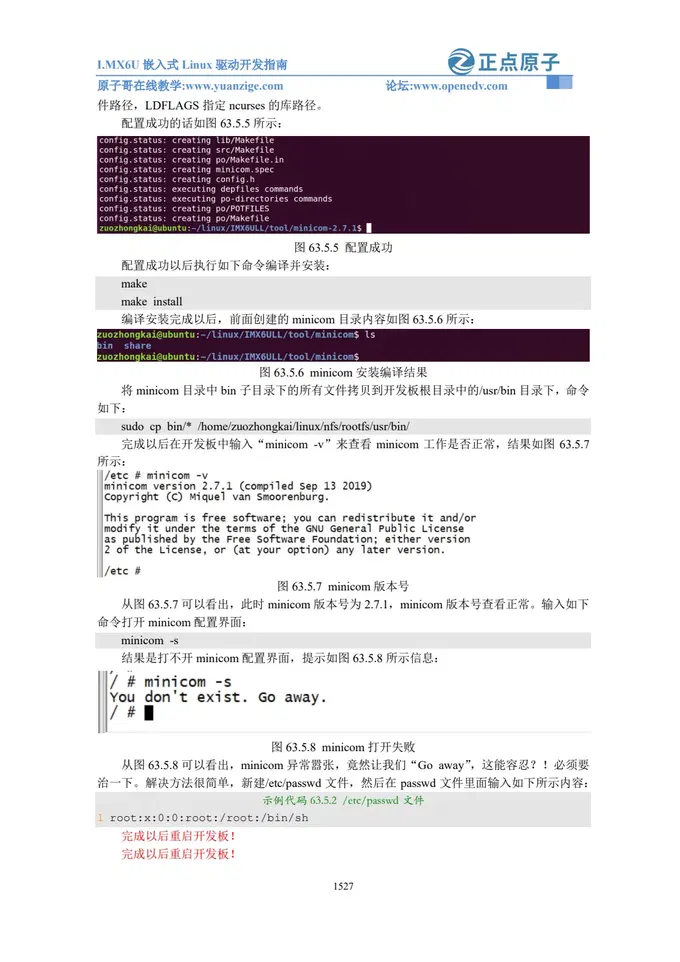 I.MX6U 嵌入式 Linux 驱动开发指南
正点原子
原子哥在线教学:www.yuanzige.com 论坛:www.openedv.com
件路径，LDFLAGS 指定 ncurses 的库路径。
配置成功的话如图 63.5.5 所示：
config.status: creating lib/Makefile
config.status: creating src/Makefile
config.status: creating po/Makefile.in
config.status: creating minicom.spec
config.status: creating config.h
config.status: executing depfiles commands
config.status: executing po-directories commands
config.status: creating po/POTFILES
config.status: creating po/Makefile
zuozhongkai@ubuntu:~/linux/IMX6ULL/tool/minicom-2.7.1$
图 63.5.5 配置成功
配置成功以后执行如下命令编译并安装：
make
make install
编译安装完成以后，前面创建的 minicom 目录内容如图 63.5.6 所示：
zuozhongkai@ubuntu:~/linux/IMX6ULL/tool/minicom$ ls
bin share
zuozhongkai@ubuntu:~/linux/IMX6ULL/tool/minicom$
图 63.5.6 minicom 安装编译结果
将 minicom 目录中 bin 子目录下的所有文件拷贝到开发板根目录中的/usr/bin 目录下，命令
如下：
sudo cp bin/* /home/zuozhongkai/linux/nfs/rootfs/usr/bin/
完成以后在开发板中输入“minicom -v”来查看 minicom 工作是否正常，结果如图 63.5.7
所示：
/etc # minicom -v
minicom version 2.7.1 (compiled Sep 13 2019)
Copyright (C) Miquel van Smoorenburg.
This program is free software; you can redistribute it and/or
modify it under the terms of the GNU General Public License
as published by the Free Software Foundation; either version
2 of the License, or (at your option) any later version.
/etc #
图 63.5.7 minicom 版本号
从图 63.5.7 可以看出，此时 minicom 版本号为 2.7.1，minicom 版本号查看正常。输入如下
命令打开 minicom 配置界面：
minicom -s
结果是打不开 minicom 配置界面，提示如图 63.5.8 所示信息：
/ # minicom -s
You don't exist. Go away.
/ #
图 63.5.8 minicom 打开失败
从图 63.5.8 可以看出，minicom 异常嚣张，竟然让我们“Go away”，这能容忍？！必须要
治一下。解决方法很简单，新建/etc/passwd 文件，然后在 passwd 文件里面输入如下所示内容：
示例代码 63.5.2 /etc/passwd 文件
1 root:x:0:0:root:/root:/bin/sh
完成以后重启开发板！
完成以后重启开发板！
1527